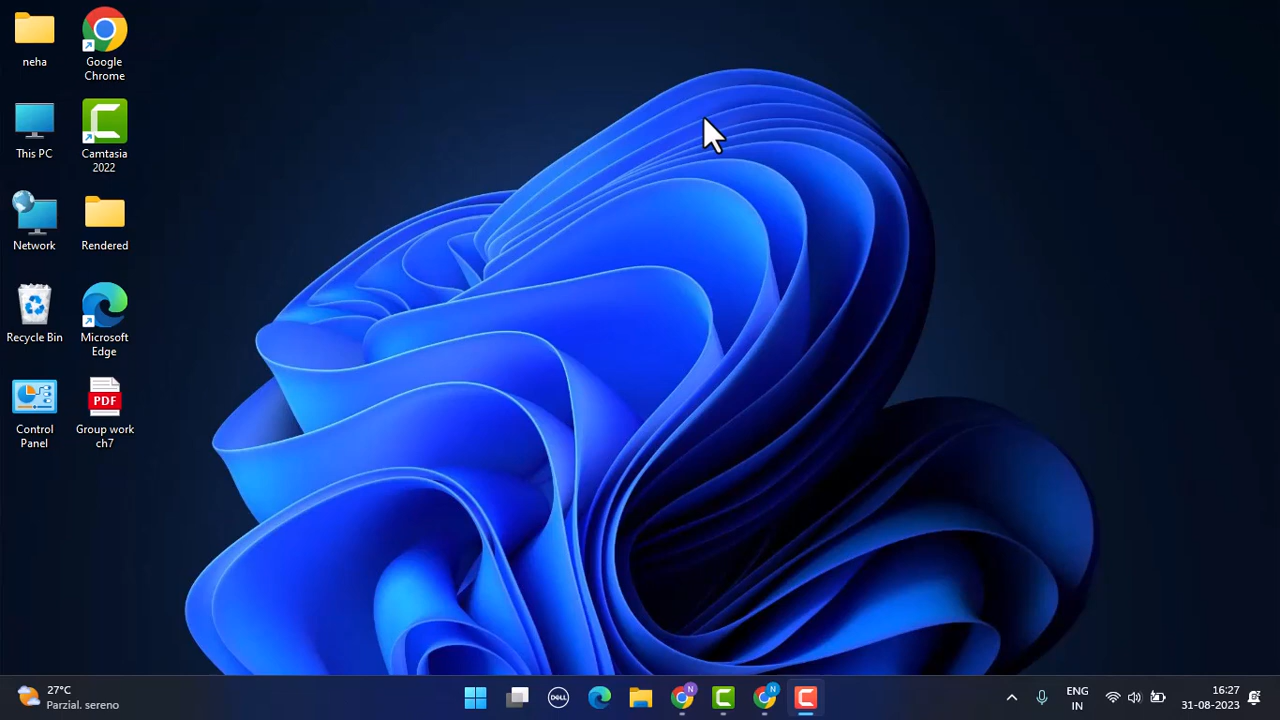 neha
Google
Chrome
This PC
Camtasia
2022
Network
Rendered
Recycle Bin
Microsoft
Edge
PDF
Control
Panel
Group work
ch7
27°C
Parzial. sereno
DELL
N
N
ENG
IN
16:27
31-08-2023